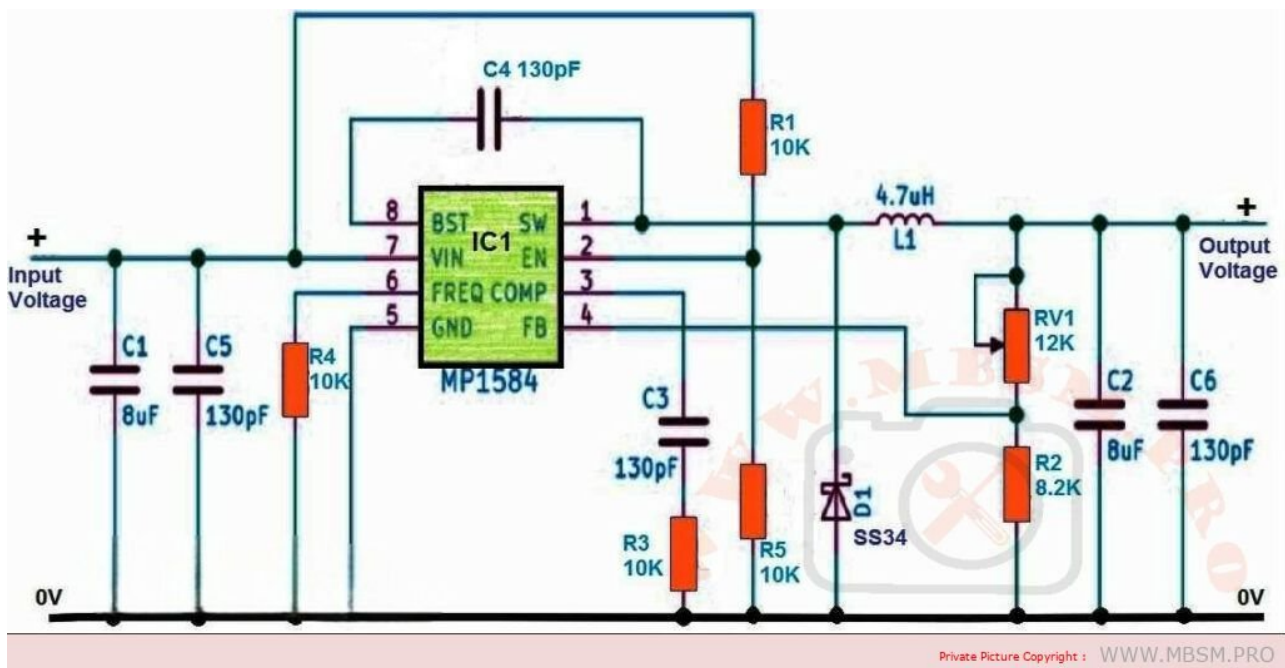 C4 130pF
R1
10K
4.7uH
L1
8 BST SW 1
IC1
7 VIN EN 2
6 FREQ COMP 3
5 GND FB 4
MP1584
+
Input
Voltage
+
Output
Voltage
C1
8uF
C5
130pF
R4
10K
C3
130pF
RV1
12K
C2
8uF
C6
130pF
R2
8.2K
D1
SS34
R3
10K
R5
10K
0V
0V
WWW.MBSM.PRO
Private Picture Copyright : WWW.MBSM.PRO